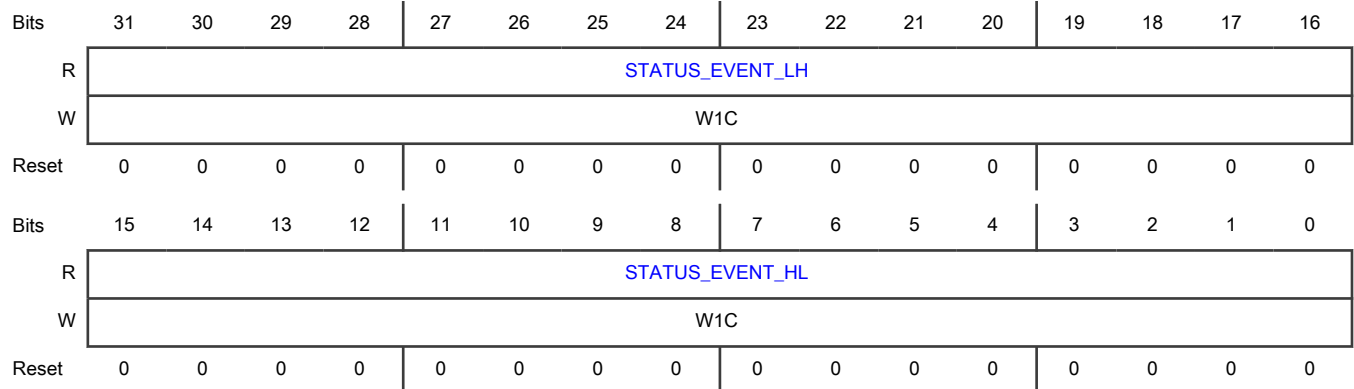 Bits 31 30 29 28 27 26 25 24 23 22 21 20 19 18 17 16
R STATUS_EVENT_LH
W W1C
Reset 0 0 0 0 0 0 0 0 0 0 0 0 0 0 0 0
Bits 15 14 13 12 11 10 9 8 7 6 5 4 3 2 1 0
R STATUS_EVENT_HL
W W1C
Reset 0 0 0 0 0 0 0 0 0 0 0 0 0 0 0 0